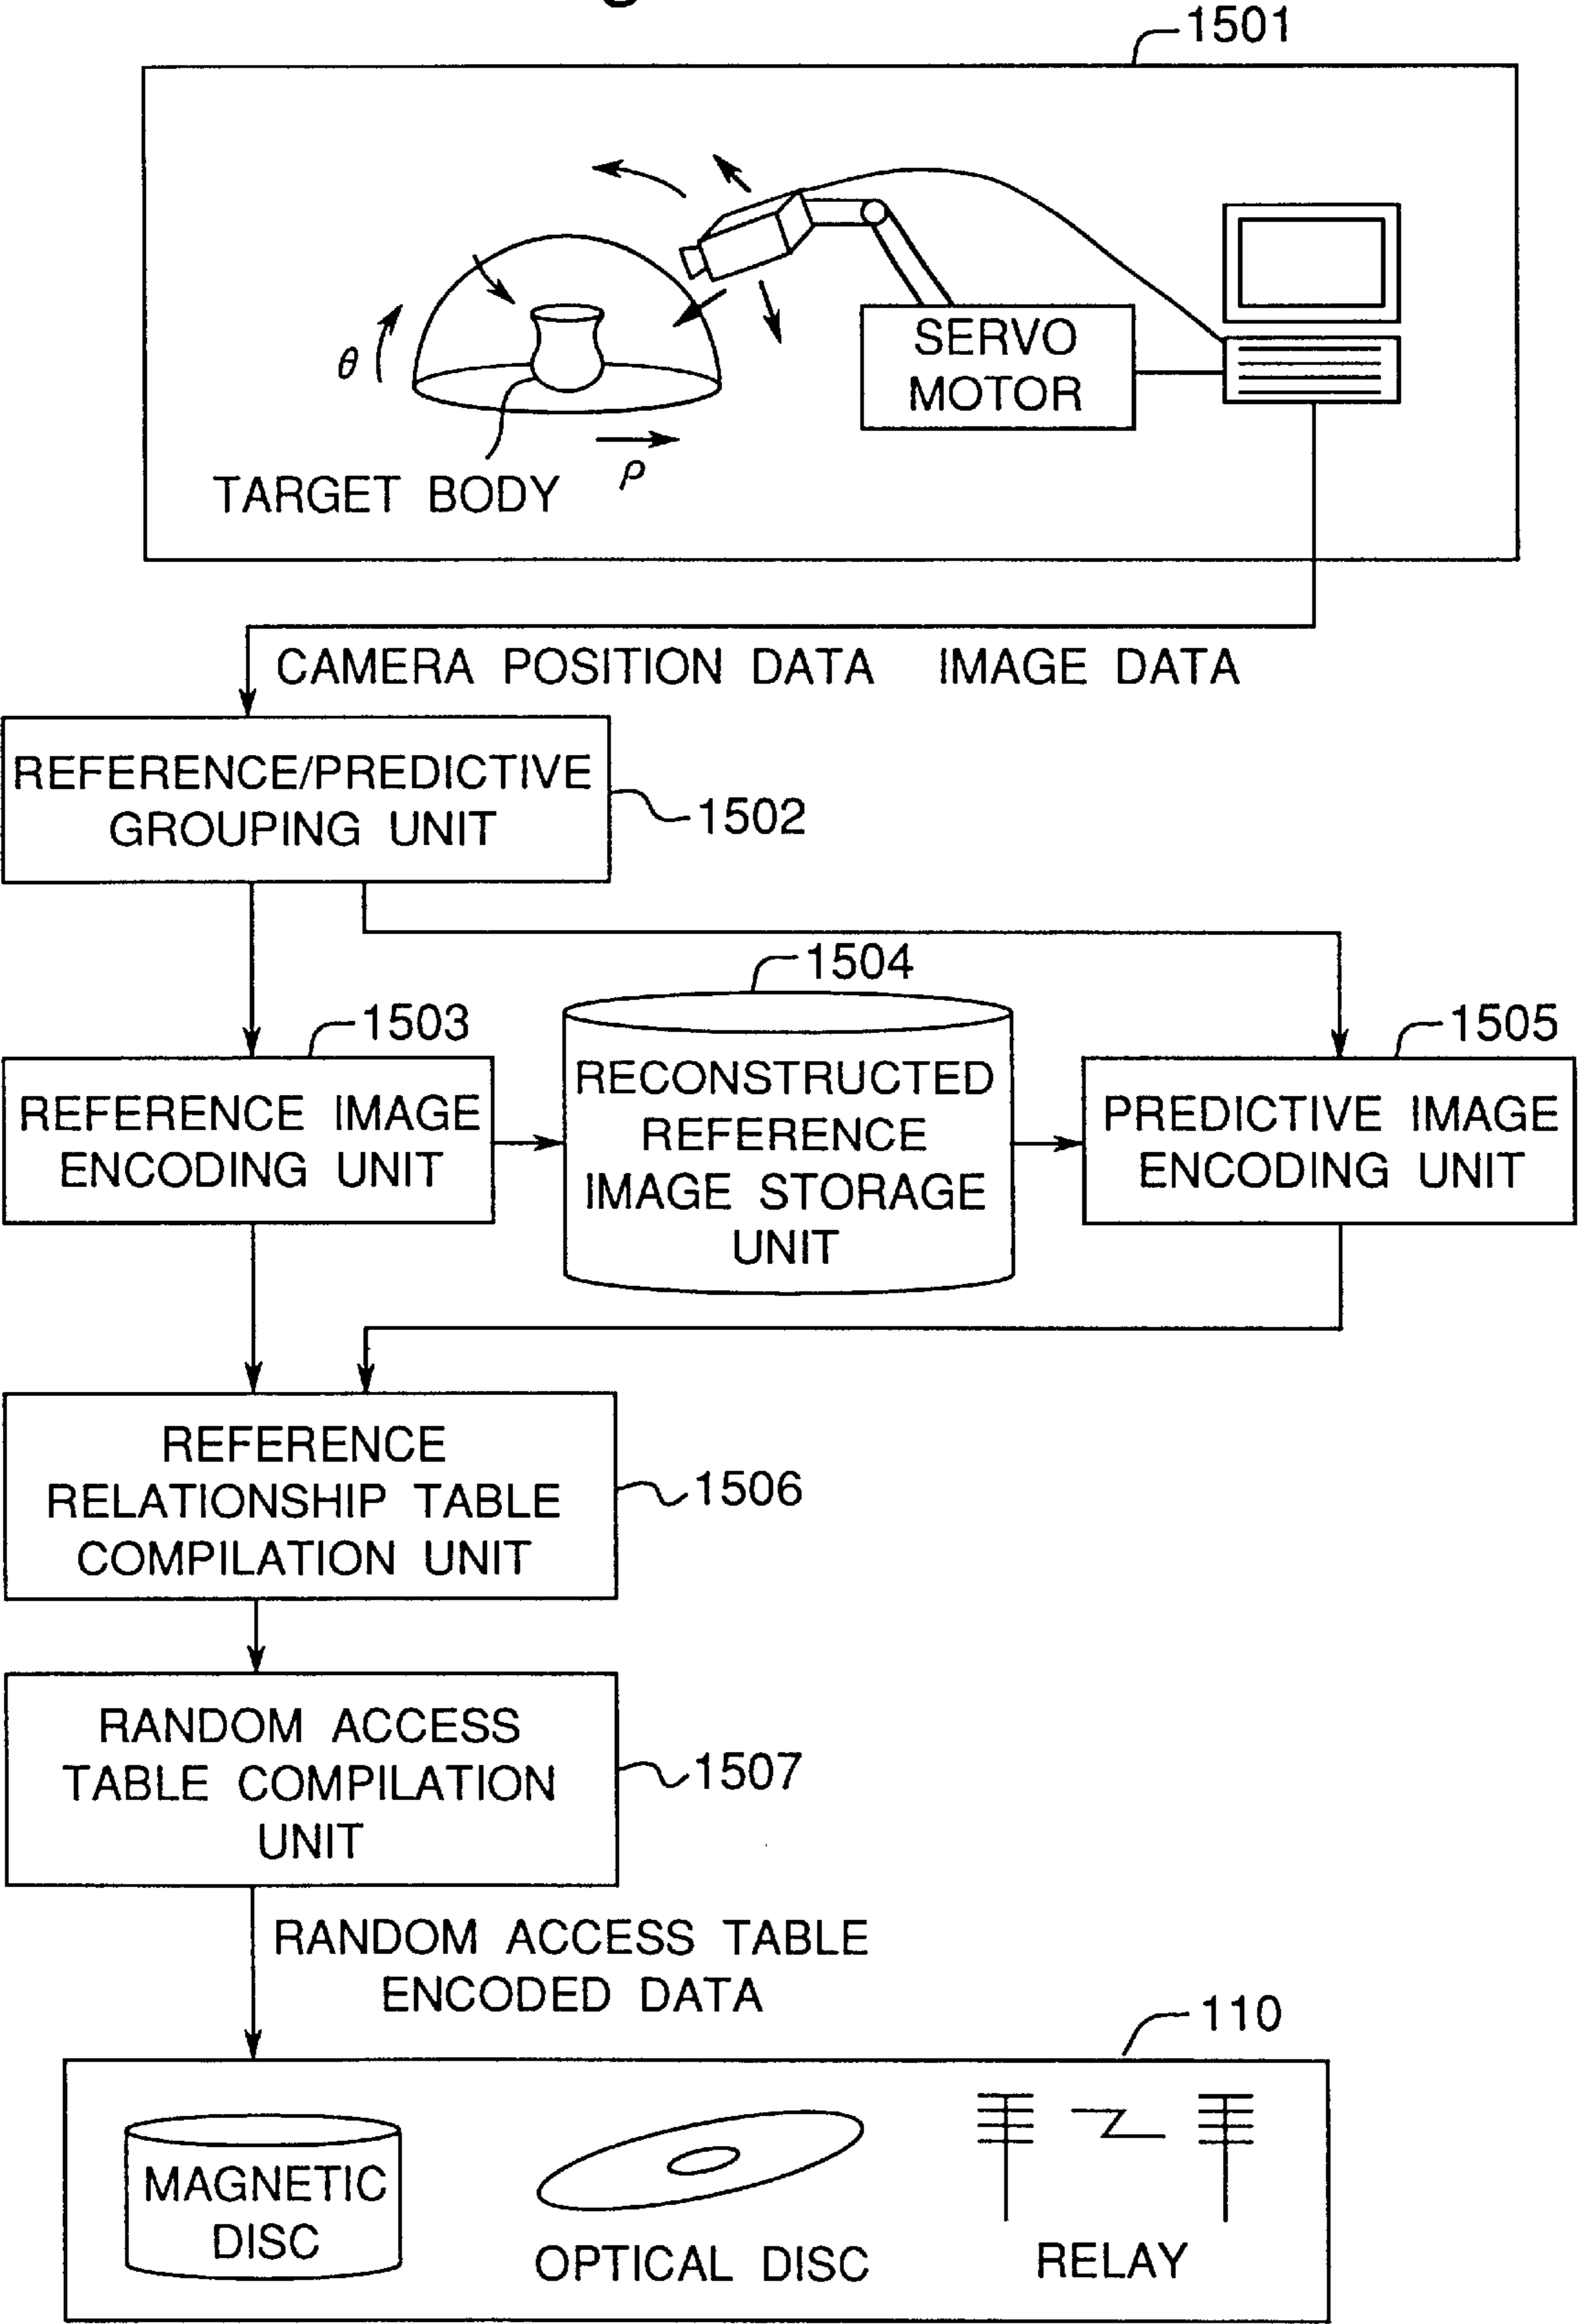 1501
θ
SERVO
MOTOR
TARGET BODY
ρ
CAMERA POSITION DATA IMAGE DATA
REFERENCE/PREDICTIVE
GROUPING UNIT
1502
1504
1503
1505
REFERENCE IMAGE
ENCODING UNIT
RECONSTRUCTED
REFERENCE
IMAGE STORAGE
UNIT
PREDICTIVE IMAGE
ENCODING UNIT
REFERENCE
RELATIONSHIP TABLE
COMPILATION UNIT
1506
RANDOM ACCESS
TABLE COMPILATION
UNIT
1507
RANDOM ACCESS TABLE
ENCODED DATA
110
MAGNETIC
DISC
OPTICAL DISC
RELAY